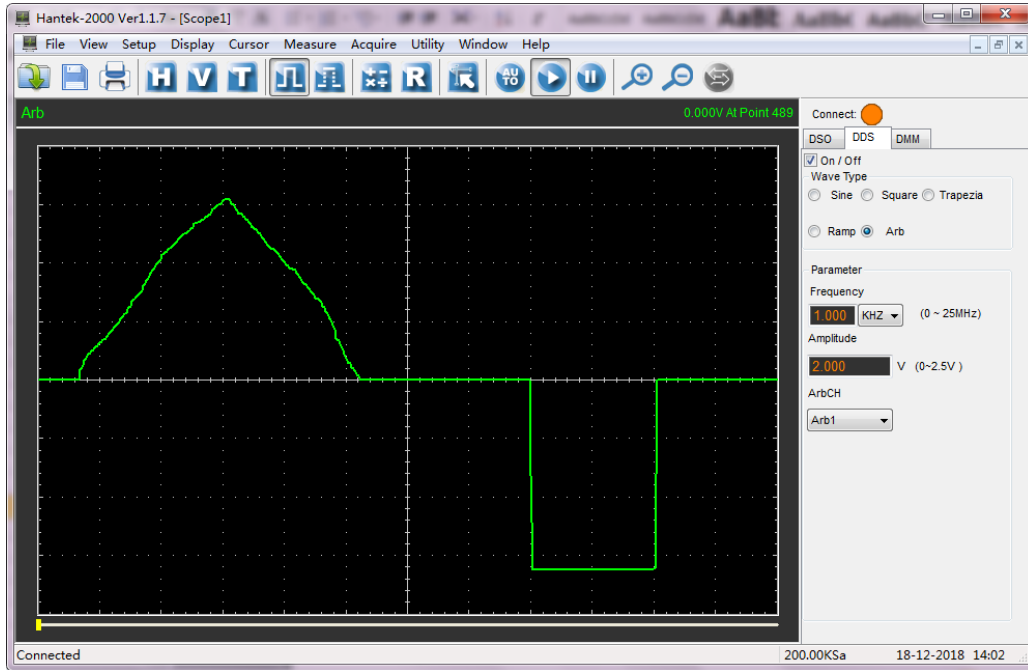 Hantek-2000 Ver1.1.7 - [Scope1]
File View Setup Display Cursor Measure Acquire Utility Window Help
H V T R AUTO
Arb 0.000V At Point 489
Connect:
DSO DDS DMM
On / Off
Wave Type
Sine Square Trapezia
Ramp Arb
Parameter
Frequency
1.000 KHZ (0 ~ 25MHz)
Amplitude
2.000 V (0~2.5V )
ArbCH
Arb1
Connected 200.00KSa 18-12-2018 14:02